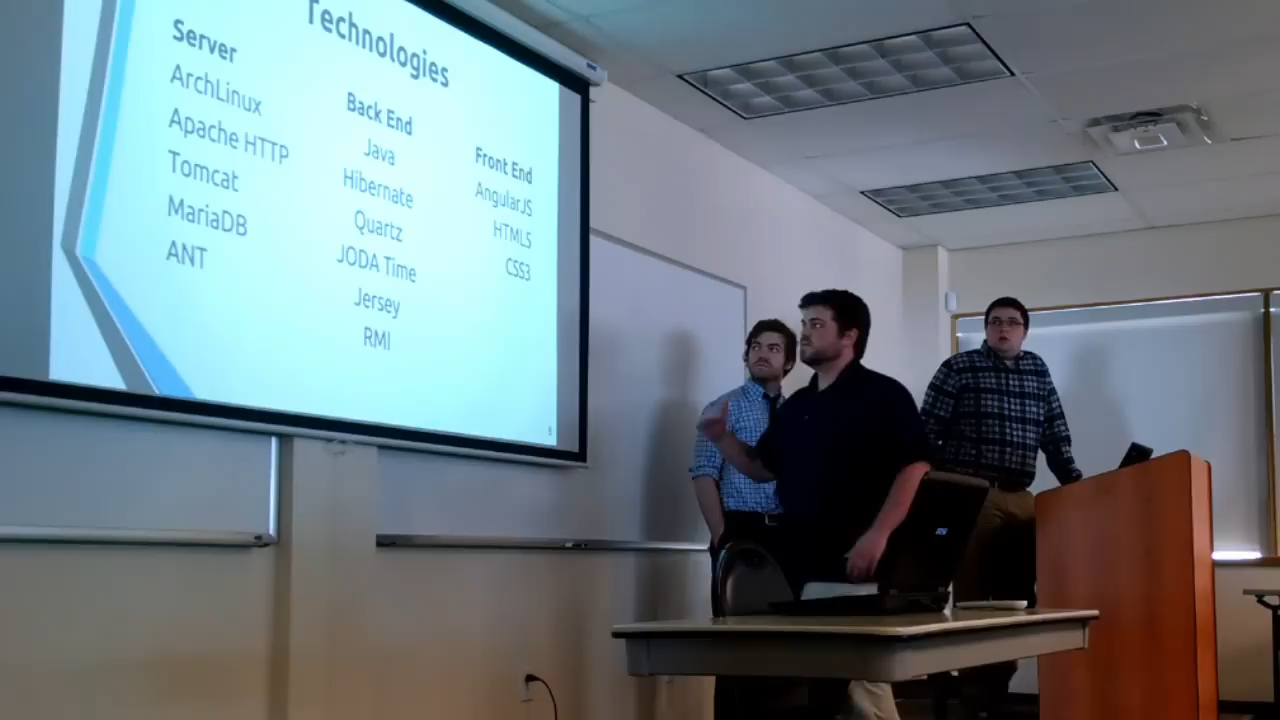 Technologies
Server
ArchLinux
Apache HTTP
Tomcat
MariaDB
ANT
Back End
Java
Hibernate
Quartz
JODA Time
Jersey
RMI
Front End
AngularJS
HTML5
CSS3